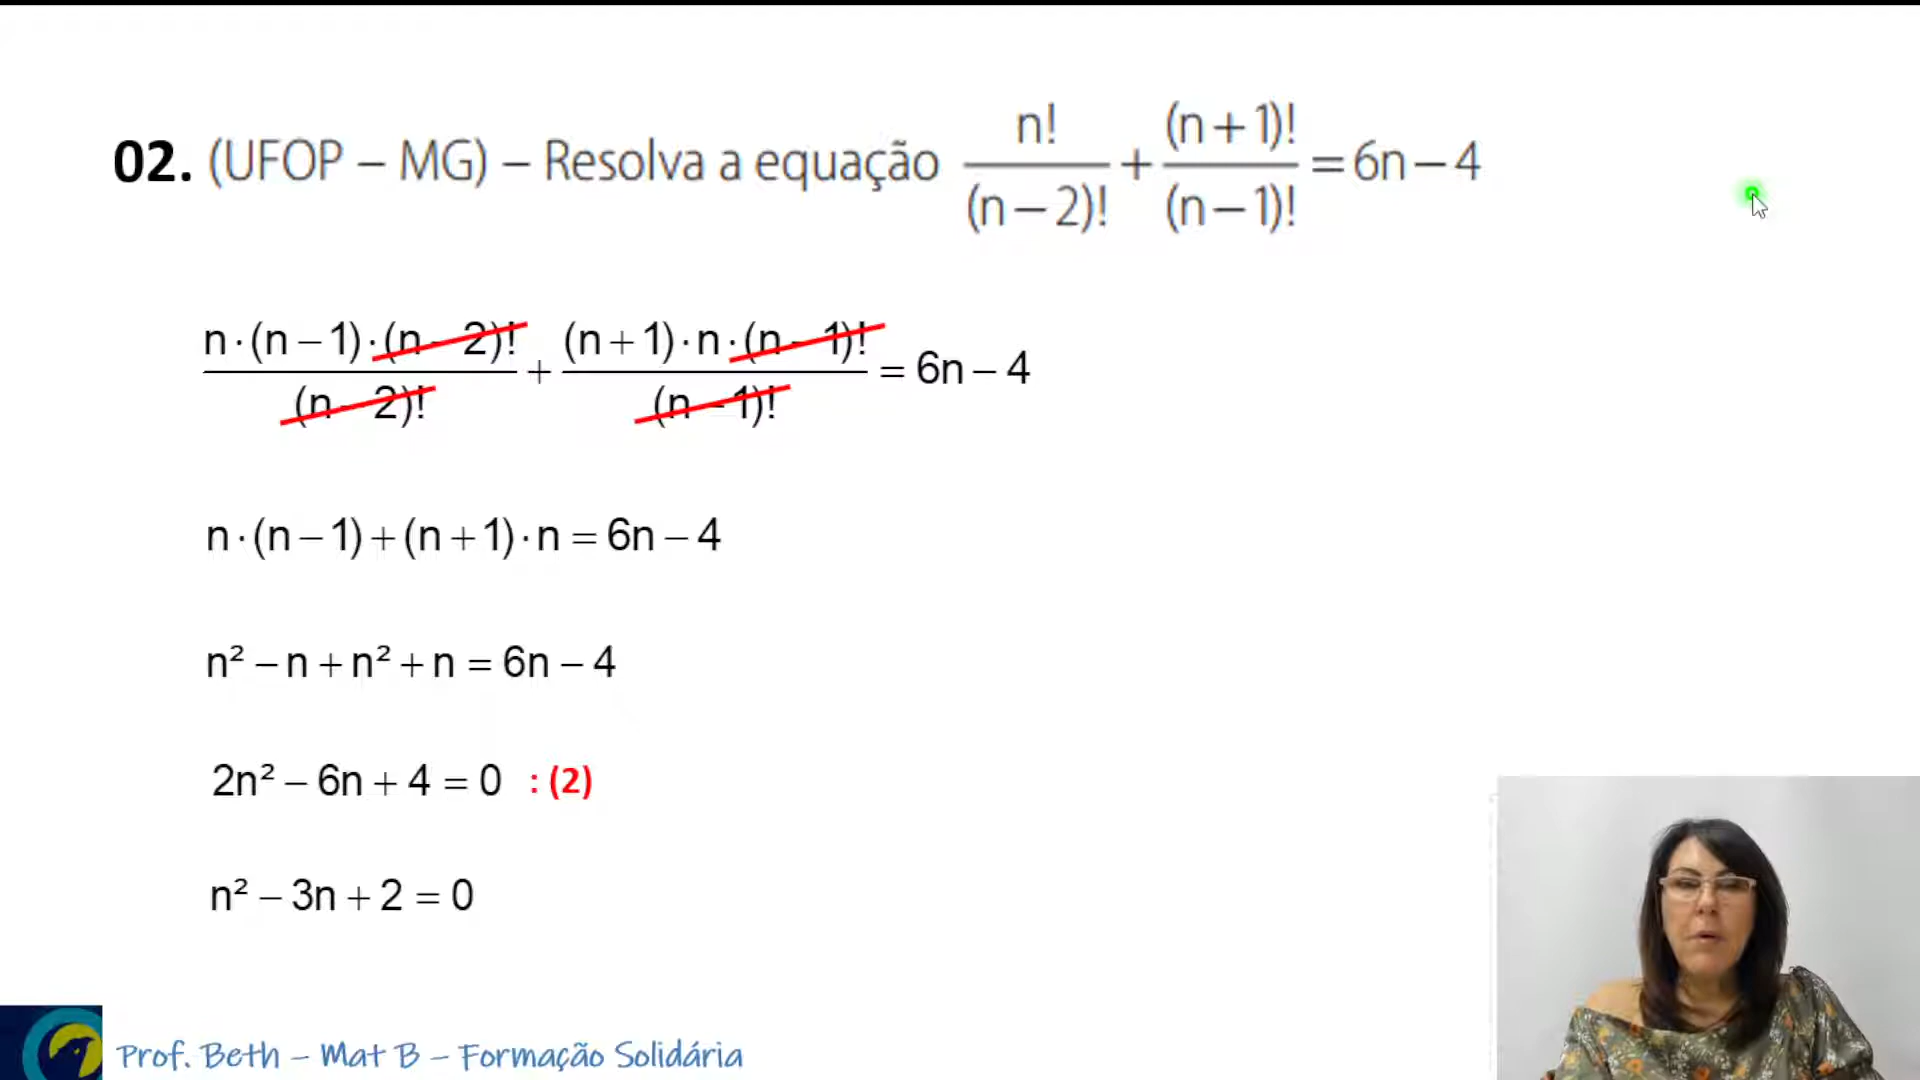 02. (UFOP – MG) – Resolva a equação n!/(n – 2)! + (n + 1)!/(n – 1)! = 6n – 4
n·(n – 1)·(n – 2)!/(n – 2)! + (n + 1)·n·(n – 1)!/(n – 1)! = 6n – 4
n·(n – 1) + (n + 1)·n = 6n – 4
n² – n + n² + n = 6n – 4
2n² – 6n + 4 = 0 : (2)
n² – 3n + 2 = 0
Prof. Beth – Mat B – Formação Solidária